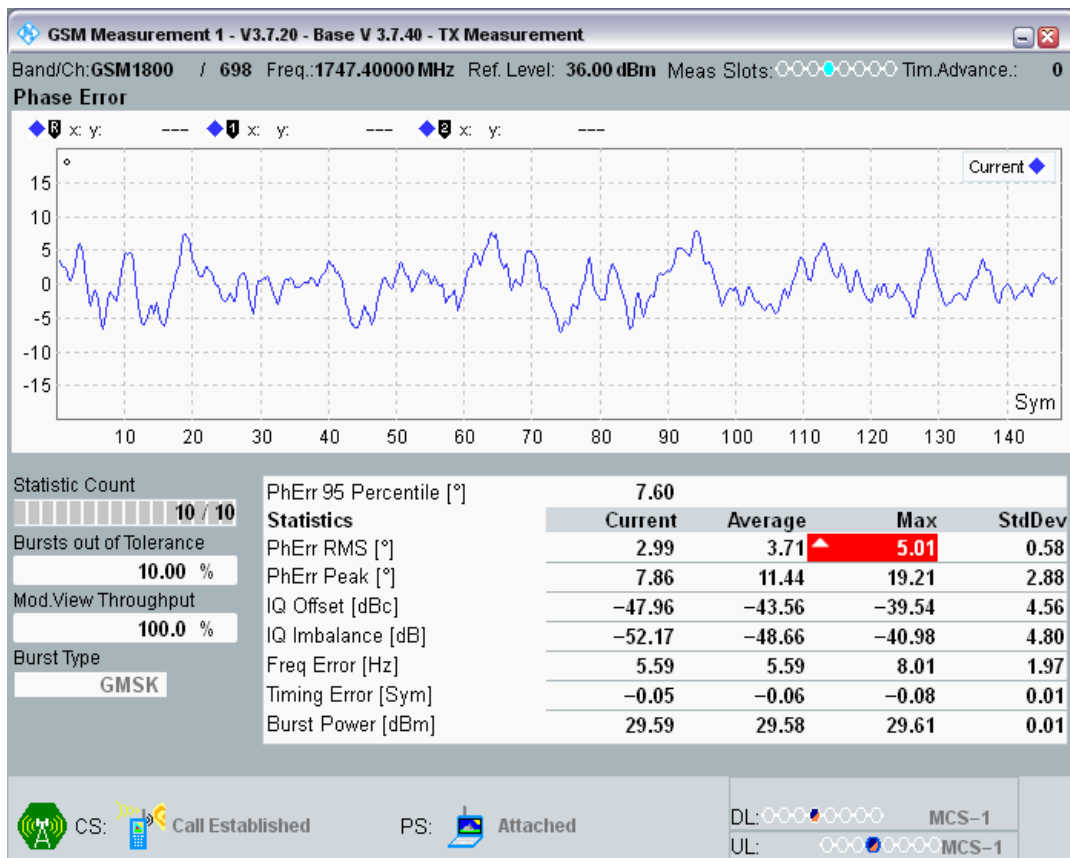 GSM Measurement 1 - V3.7.20 - Base V 3.7.40 - TX Measurement
Band/Ch:GSM1800 / 698 Freq.:1747.40000 MHz Ref. Level: 36.00 dBm Meas Slots: Tim.Advance.: 0
Phase Error
R x: y: --- 1 x: y: --- 2 x: y: ---
° Current
15
10
5
0
-5
-10
-15
Sym
10 20 30 40 50 60 70 80 90 100 110 120 130 140
Statistic Count
10 / 10
Bursts out of Tolerance
10.00 %
Mod.View Throughput
100.0 %
Burst Type
GMSK
PhErr 95 Percentile [°] 7.60
Statistics Current Average Max StdDev
PhErr RMS [°] 2.99 3.71 5.01 0.58
PhErr Peak [°] 7.86 11.44 19.21 2.88
IQ Offset [dBc] −47.96 −43.56 −39.54 4.56
IQ Imbalance [dB] −52.17 −48.66 −40.98 4.80
Freq Error [Hz] 5.59 5.59 8.01 1.97
Timing Error [Sym] −0.05 −0.06 −0.08 0.01
Burst Power [dBm] 29.59 29.58 29.61 0.01
CS: Call Established PS: Attached
DL: MCS−1
UL: MCS−1